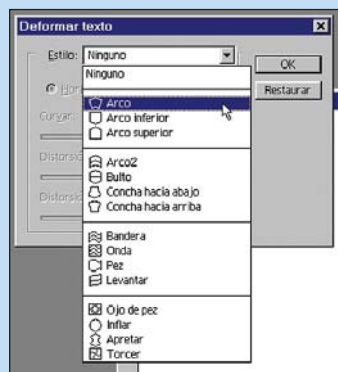 Deformar texto
Estilo: Ninguno
OK
Ninguno
Restaurar
Arco
Arco inferior
Curvar:
Arco superior
Arco2
Bulto
Concha hacia abajo
Concha hacia arriba
Bandera
Onda
Pez
Levantar
Ojo de pez
Inflar
Apretar
Torcer